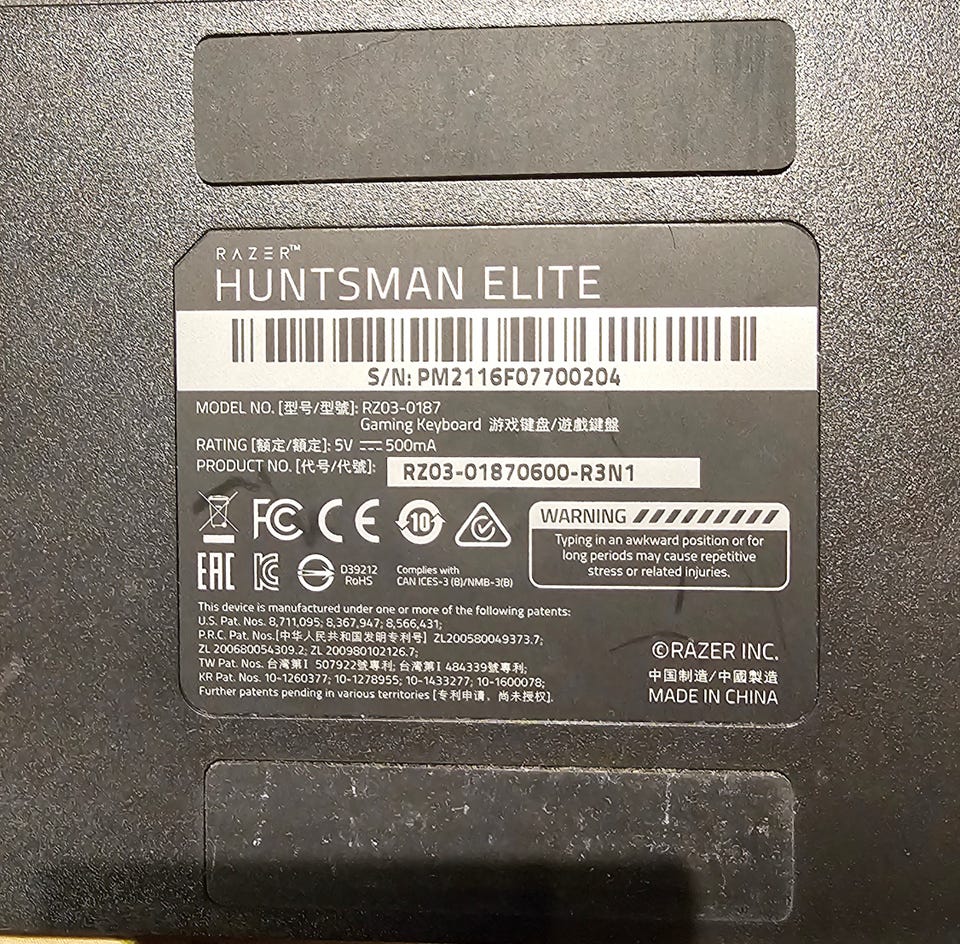 RAZER™
HUNTSMAN ELITE
S/N: PM2116F07700204
MODEL NO. [型号/型號]: RZ03-0187
Gaming Keyboard 游戏键盘/遊戲鍵盤
RATING [额定/額定]: 5V ⎓ 500mA
PRODUCT NO. [代号/代號]: RZ03-01870600-R3N1
FC CE 10
EAC
D39212
RoHS
Complies with
CAN ICES-3 (B)/NMB-3(B)
WARNING
Typing in an awkward position or for
long periods may cause repetitive
stress or related injuries.
This device is manufactured under one or more of the following patents:
U.S. Pat. Nos. 8,711,095; 8,367,947; 8,566,431;
P.R.C. Pat. Nos.[中华人民共和国发明专利号] ZL200580049373.7;
ZL 200680054309.2; ZL 200980102126.7;
TW Pat. Nos. 台灣第I 507922號專利; 台灣第I 484339號專利;
KR Pat. Nos. 10-1260377; 10-1278955; 10-1433277; 10-1600078;
Further patents pending in various territories [专利申请、尚未授权].
©RAZER INC.
中国制造/中國製造
MADE IN CHINA